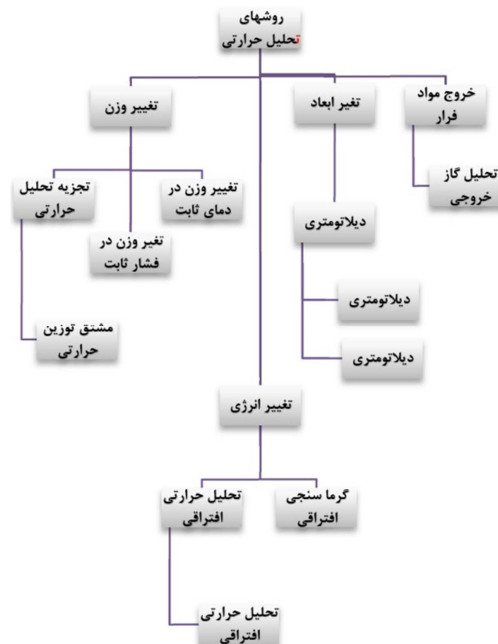 روشهای
تحلیل حرارتی
خروج مواد
فرار
تغیر ابعاد
تغییر وزن
تحلیل گاز
خروجی
دیلاتومتری
تغییر وزن در
دمای ثابت
تغیر وزن در
فشار ثابت
تجزیه تحلیل
حرارتی
دیلاتومتری
مشتق توزین
حرارتی
دیلاتومتری
تغییر انرژی
گرما سنجی
افتراقی
تحلیل حرارتی
افتراقی
تحلیل حرارتی
افتراقی